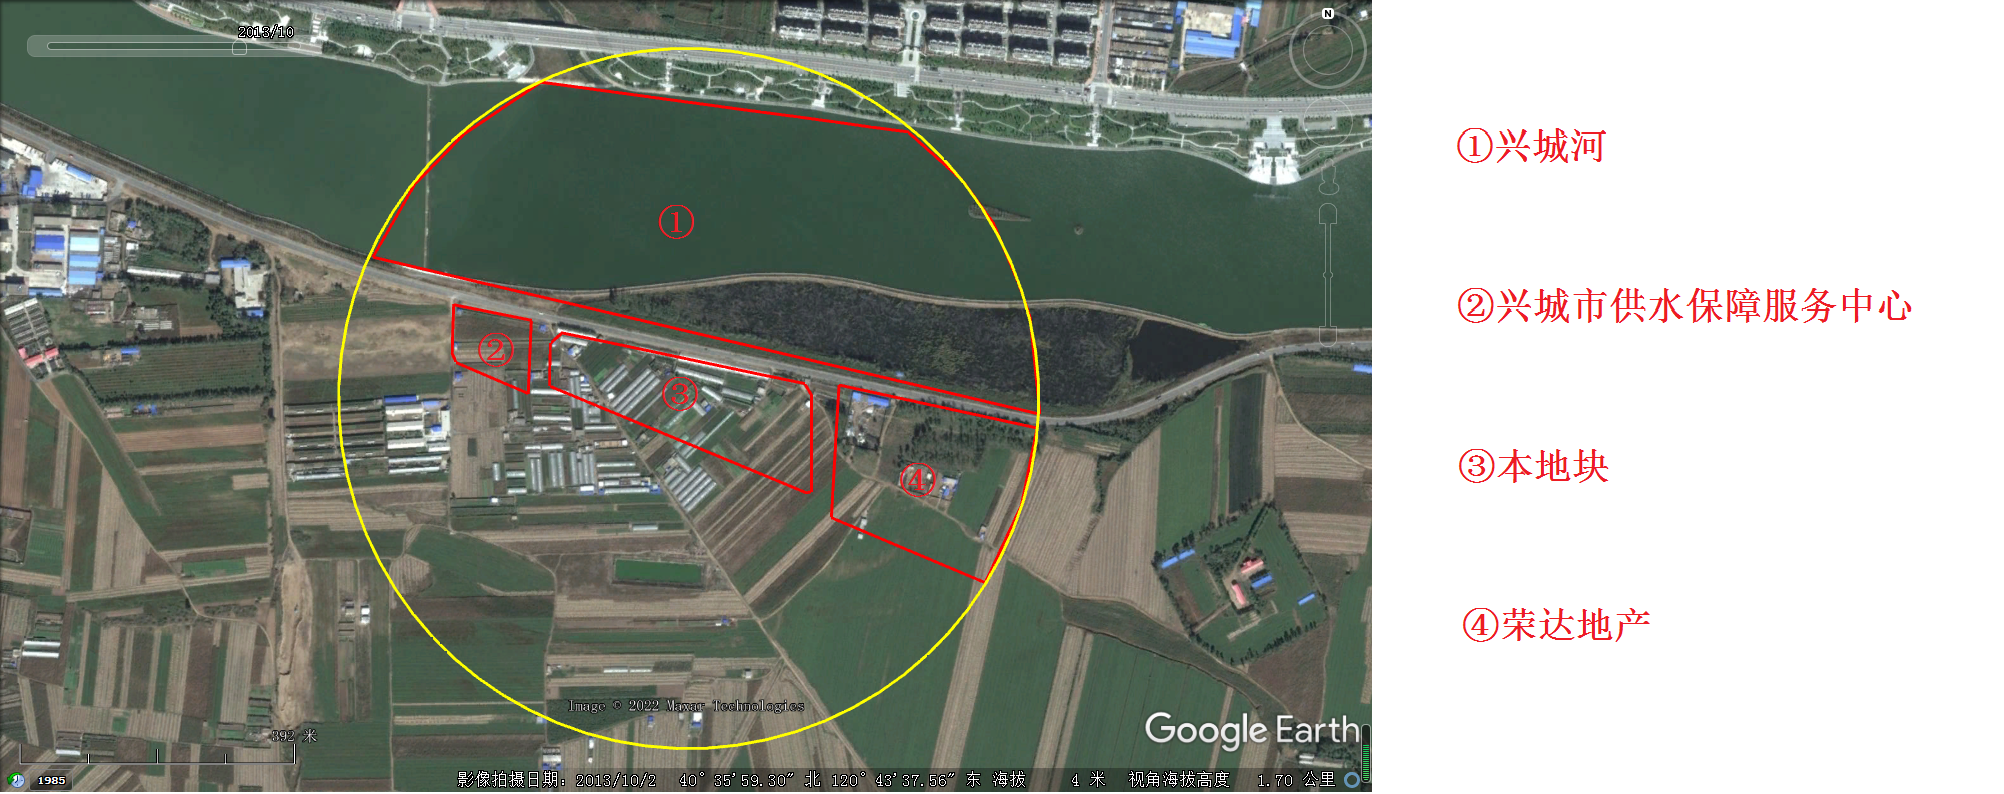 2013/10
N
①
②
③
④
①兴城河
②兴城市供水保障服务中心
③本地块
④荣达地产
Image © 2022 Maxar Technologies
Google Earth
392 米
1985
影像拍摄日期: 2013/10/2 40°35'59.30" 北 120°43'37.56" 东 海拔 4 米 视角海拔高度 1.70 公里